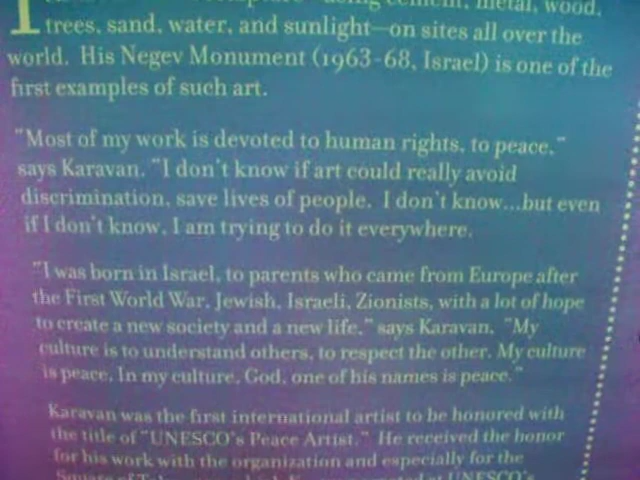 cement, metal, wood,
trees, sand, water, and sunlight—on sites all over the
world. His Negev Monument (1963-68, Israel) is one of the
first examples of such art.
"Most of my work is devoted to human rights, to peace,"
says Karavan. "I don't know if art could really avoid
discrimination, save lives of people. I don't know...but even
if I don't know, I am trying to do it everywhere.
"I was born in Israel, to parents who came from Europe after
the First World War, Jewish, Israeli, Zionists, with a lot of hope
to create a new society and a new life," says Karavan. "My
culture is to understand others, to respect the other. My culture
is peace. In my culture, God, one of his names is peace."
Karavan was the first international artist to be honored with
the title of "UNESCO's Peace Artist." He received the honor
for his work with the organization and especially for the
Square of UNESCO's